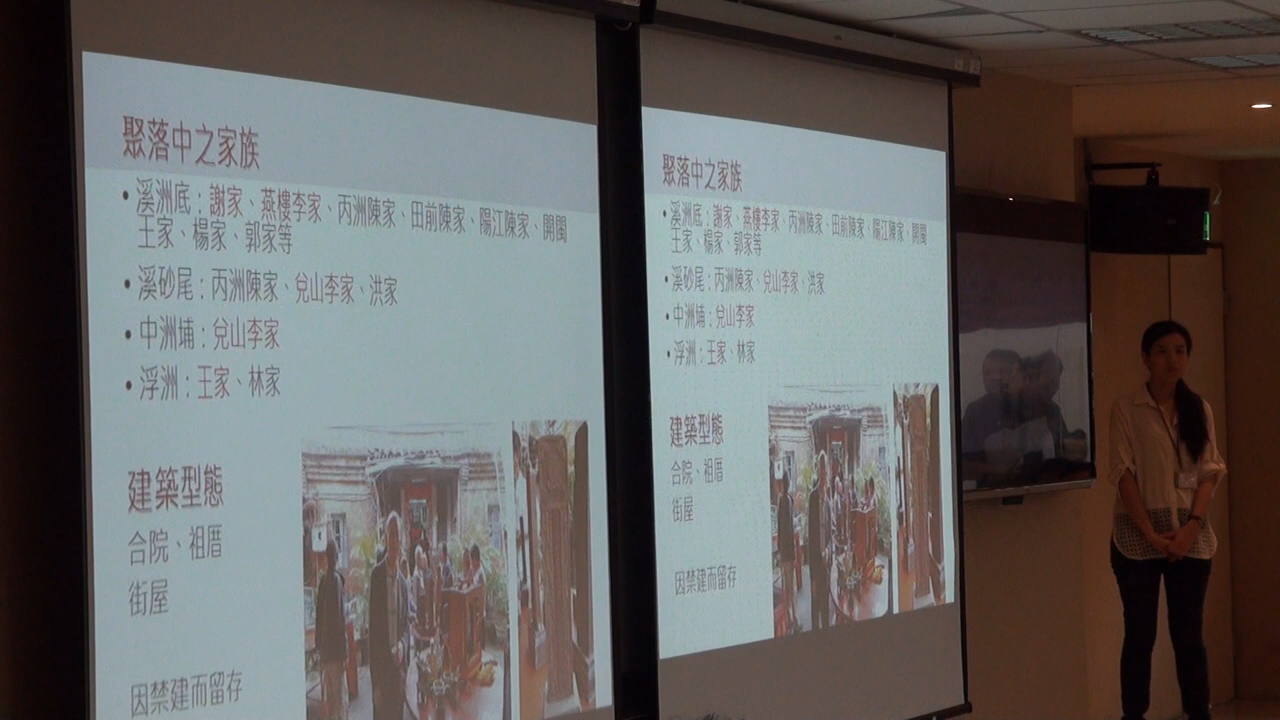 聚落中之家族
•溪洲底：謝家、燕樓李家、丙洲陳家、田前陳家、陽江陳家、開閩
王家、楊家、郭家等
•溪砂尾：丙洲陳家、兌山李家、洪家
•中洲埔：兌山李家
•浮洲：王家、林家
建築型態
合院、祖厝
街屋
因禁建而留存
聚落中之家族
•溪洲底：謝家、燕樓李家、丙洲陳家、田前陳家、陽江陳家、開閩
王家、楊家、郭家等
•溪砂尾：丙洲陳家、兌山李家、洪家
•中洲埔：兌山李家
•浮洲：王家、林家
建築型態
合院、祖厝
街屋
因禁建而留存